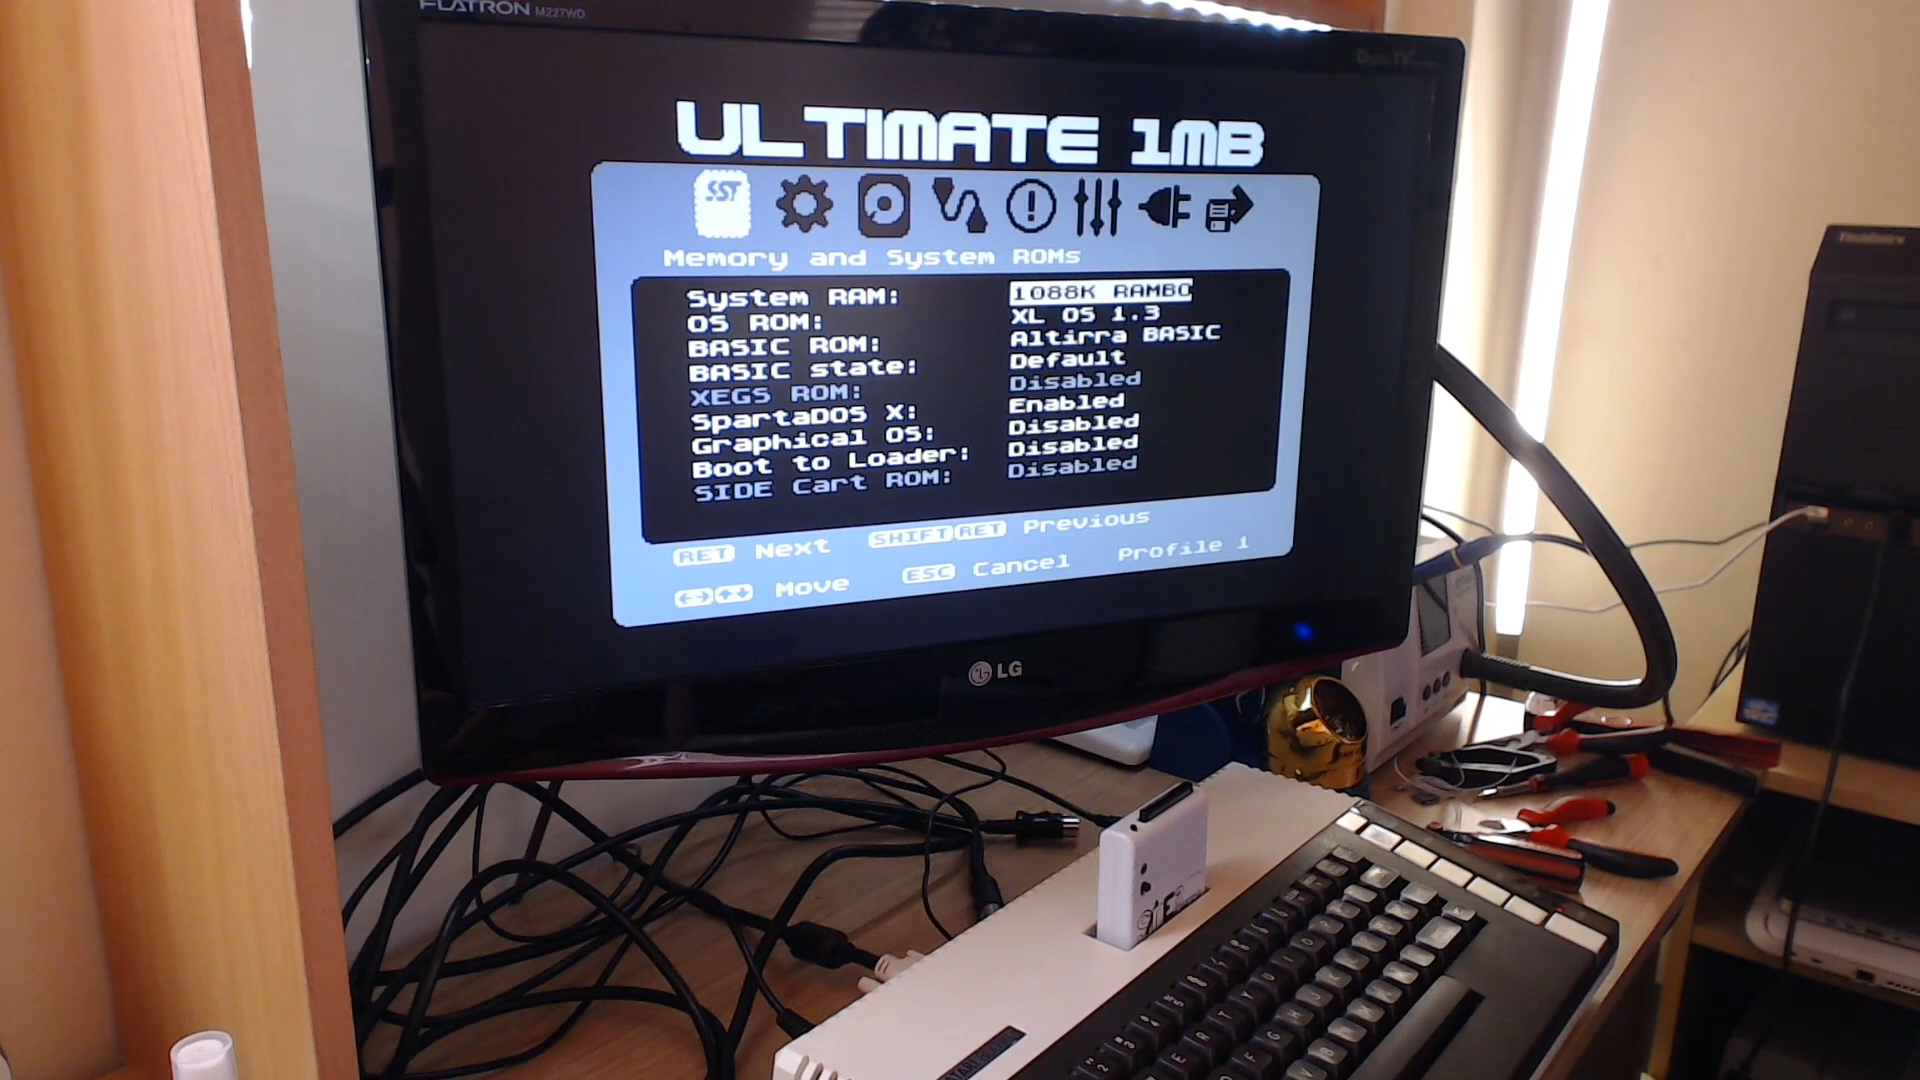 FLATRON M227WD
ULTIMATE 1MB
SST
Memory and System ROMs
System RAM: 1088K RAMBO
OS ROM: XL OS 1.3
BASIC ROM: Altirra BASIC
BASIC state: Default
XEGS ROM: Disabled
SpartaDOS X: Enabled
Graphical OS: Disabled
Boot to Loader: Disabled
SIDE Cart ROM: Disabled
RET Next SHIFT RET Previous
Move ESC Cancel Profile 1
LG
ATARI